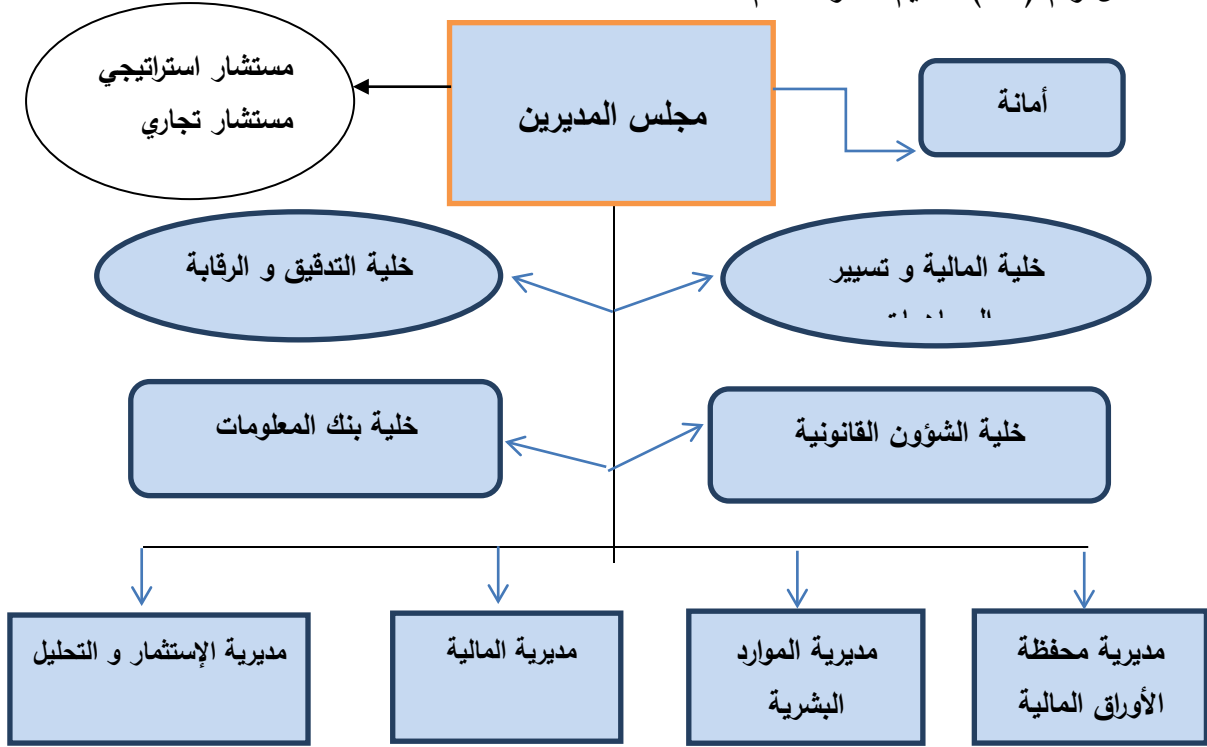 مجلس المديرين
أمانة
مستشار استراتيجي
مستشار تجاري
خلية المالية و تسيير
خلية التدقيق و الرقابة
خلية الشؤون القانونية
خلية بنك المعلومات
مديرية محفظة
الأوراق المالية
مديرية الموارد
البشرية
مديرية المالية
مديرية الإستثمار و التحليل